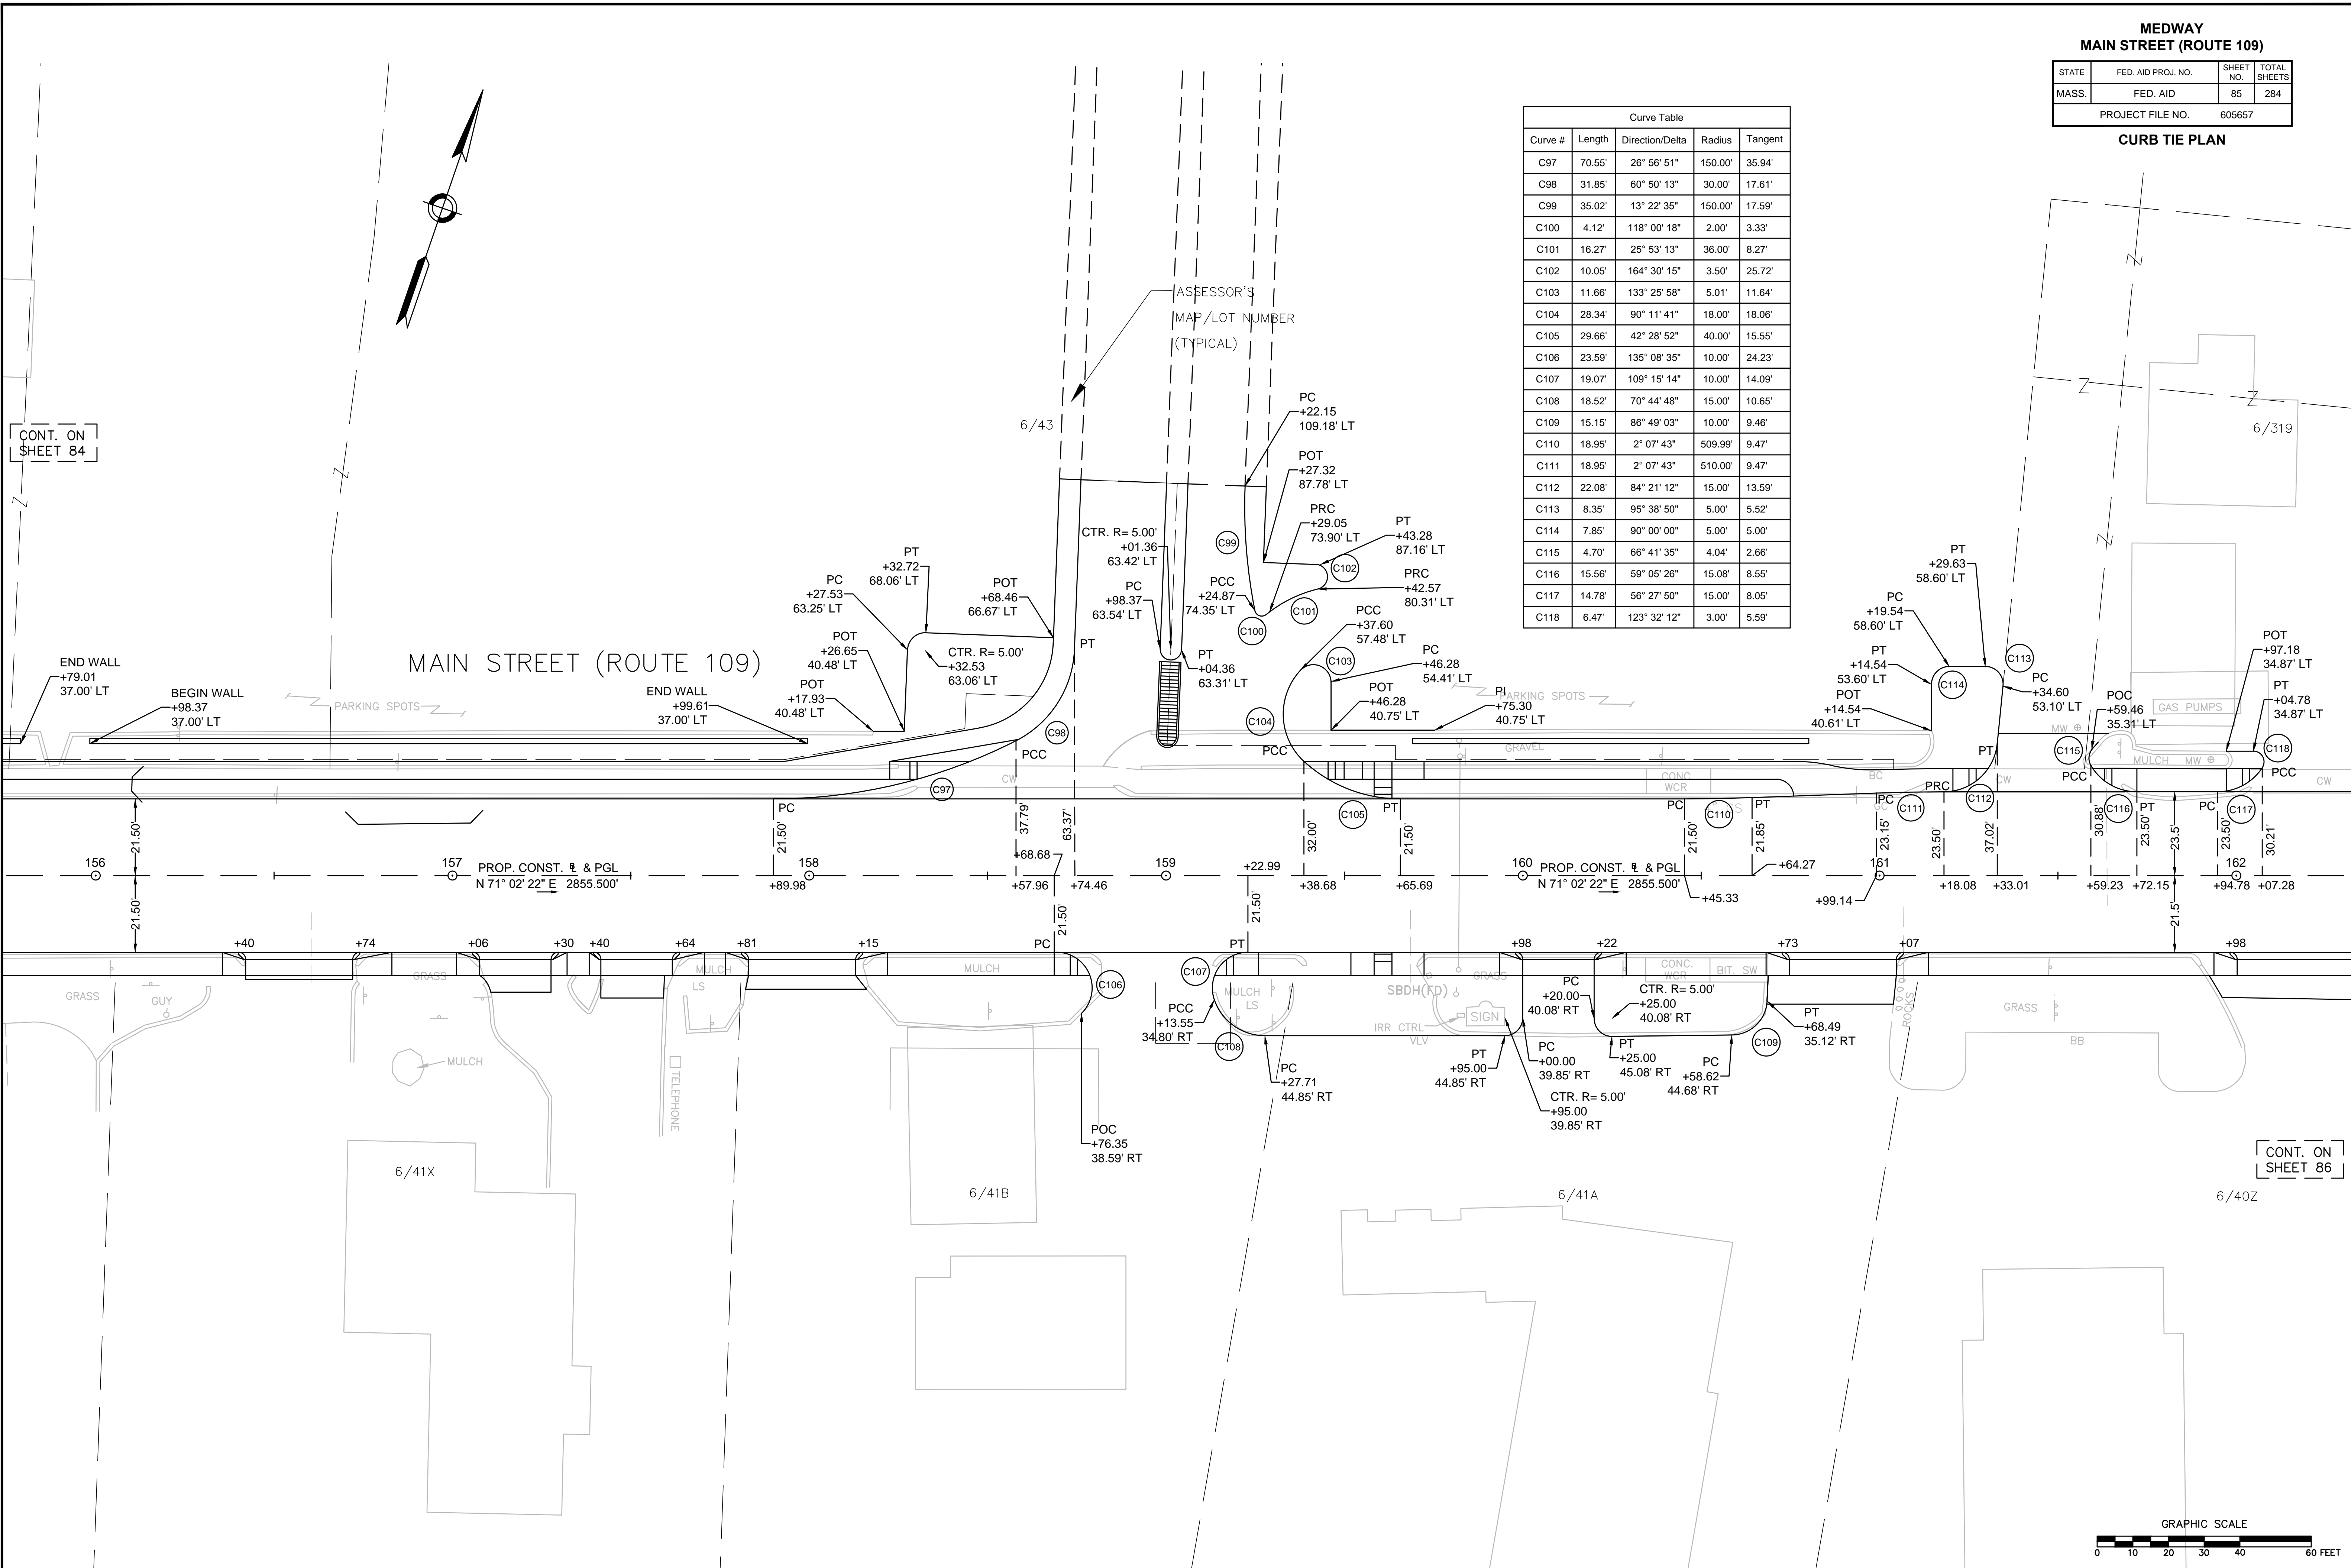 MEDWAY
MAIN STREET (ROUTE 109)
STATE FED. AID PROJ. NO. SHEET NO. TOTAL SHEETS
MASS. FED. AID 85 284
PROJECT FILE NO. 605657
CURB TIE PLAN
Curve Table
Curve # Length Direction/Delta Radius Tangent
C97 70.55' 26° 56' 51" 150.00' 35.94'
C98 31.85' 60° 50' 13" 30.00' 17.61'
C99 35.02' 13° 22' 35" 150.00' 17.59'
C100 4.12' 118° 00' 18" 2.00' 3.33'
C101 16.27' 25° 53' 13" 36.00' 8.27'
C102 10.05' 164° 30' 15" 3.50' 25.72'
C103 11.66' 133° 25' 58" 5.01' 11.64'
C104 28.34' 90° 11' 41" 18.00' 18.06'
C105 29.66' 42° 28' 52" 40.00' 15.55'
C106 23.59' 135° 08' 35" 10.00' 24.23'
C107 19.07' 109° 15' 14" 10.00' 14.09'
C108 18.52' 70° 44' 48" 15.00' 10.65'
C109 15.15' 86° 49' 03" 10.00' 9.46'
C110 18.95' 2° 07' 43" 509.99' 9.47'
C111 18.95' 2° 07' 43" 510.00' 9.47'
C112 22.08' 84° 21' 12" 15.00' 13.59'
C113 8.35' 95° 38' 50" 5.00' 5.52'
C114 7.85' 90° 00' 00" 5.00' 5.00'
C115 4.70' 66° 41' 35" 4.04' 2.66'
C116 15.56' 59° 05' 26" 15.08' 8.55'
C117 14.78' 56° 27' 50" 15.00' 8.05'
C118 6.47' 123° 32' 12" 3.00' 5.59'
ASSESSOR'S
MAP/LOT NUMBER
(TYPICAL)
6/43
6/319
CONT. ON
SHEET 84
PC
+22.15
109.18' LT
POT
+27.32
87.78' LT
PRC
+29.05
73.90' LT
PT
+43.28
87.16' LT
PRC
+42.57
80.31' LT
C99
C102
C101
C100
CTR. R= 5.00'
+01.36
63.42' LT
PC
+98.37
63.54' LT
PCC
+24.87
74.35' LT
PT
+04.36
63.31' LT
PT
+32.72
68.06' LT
PC
+27.53
63.25' LT
POT
+68.46
66.67' LT
CTR. R= 5.00'
+32.53
63.06' LT
POT
+26.65
40.48' LT
POT
+17.93
40.48' LT
PT
PCC
+37.60
57.48' LT
C103
PC
+46.28
54.41' LT
POT
+46.28
40.75' LT
PI
+75.30
40.75' LT
PARKING SPOTS
PT
+29.63
58.60' LT
PC
+19.54
58.60' LT
PT
+14.54
53.60' LT
POT
+14.54
40.61' LT
C114
C113
PC
+34.60
53.10' LT
POC
+59.46
35.31' LT
POT
+97.18
34.87' LT
PT
+04.78
34.87' LT
GAS PUMPS
MW
C115
C118
MULCH MW
PCC
PCC
MAIN STREET (ROUTE 109)
END WALL
+79.01
37.00' LT
BEGIN WALL
+98.37
37.00' LT
PARKING SPOTS
END WALL
+99.61
37.00' LT
C98
PCC
C97
CW
C104
PCC
GRAVEL
CONC
WCR
BC
PT
CW
CW
PRC
PC
C105
PT
PC
C110
PT
PC
GC
C111
C112
C116
PT
PC
C117
21.50'
21.50'
37.79'
63.37'
32.00'
21.50'
21.50'
21.85'
23.15'
23.50'
37.02'
30.88'
23.50'
23.5'
23.50'
30.21'
156
157
PROP. CONST. ℄ & PGL
N 71° 02' 22" E 2855.500'
158
+89.98
+57.96
+68.68
+74.46
159
+22.99
+38.68
+65.69
160
PROP. CONST. ℄ & PGL
N 71° 02' 22" E 2855.500'
+45.33
+64.27
161
+99.14
+18.08
+33.01
+59.23
+72.15
162
+94.78
+07.28
21.50'
21.50'
21.50'
21.5'
+40
+74
+06
+30
+40
+64
+81
+15
PC
PT
+98
+22
+73
+07
+98
GRASS
GUY
GRASS
MULCH
LS
MULCH
C106
C107
MULCH
LS
SBDH(FD)
GRASS
CONC.
WCR
BIT. SW
IRR CTRL
VLV
SIGN
ROCKS
GRASS
BB
MULCH
TELEPHONE
PCC
+13.55
34.80' RT
C108
PC
+27.71
44.85' RT
PT
+95.00
44.85' RT
PC
+00.00
39.85' RT
CTR. R= 5.00'
+95.00
39.85' RT
PC
+20.00
40.08' RT
CTR. R= 5.00'
+25.00
40.08' RT
PT
+25.00
45.08' RT
PC
+58.62
44.68' RT
C109
PT
+68.49
35.12' RT
POC
+76.35
38.59' RT
6/41X
6/41B
6/41A
6/40Z
CONT. ON
SHEET 86
GRAPHIC SCALE
0 10 20 30 40 60 FEET